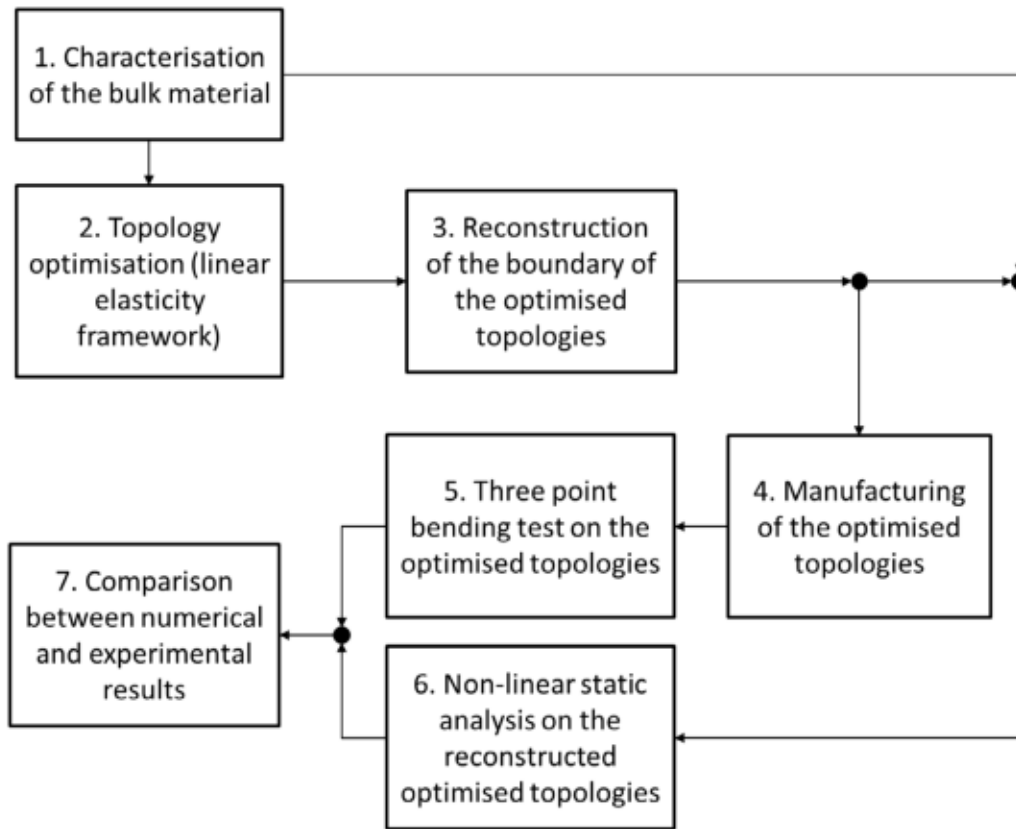 1. Characterisation
of the bulk material
2. Topology
optimisation (linear
elasticity
framework)
3. Reconstruction
of the boundary of
the optimised
topologies
4. Manufacturing
of the optimised
topologies
5. Three point
bending test on the
optimised topologies
6. Non-linear static
analysis on the
reconstructed
optimised topologies
7. Comparison
between numerical
and experimental
results